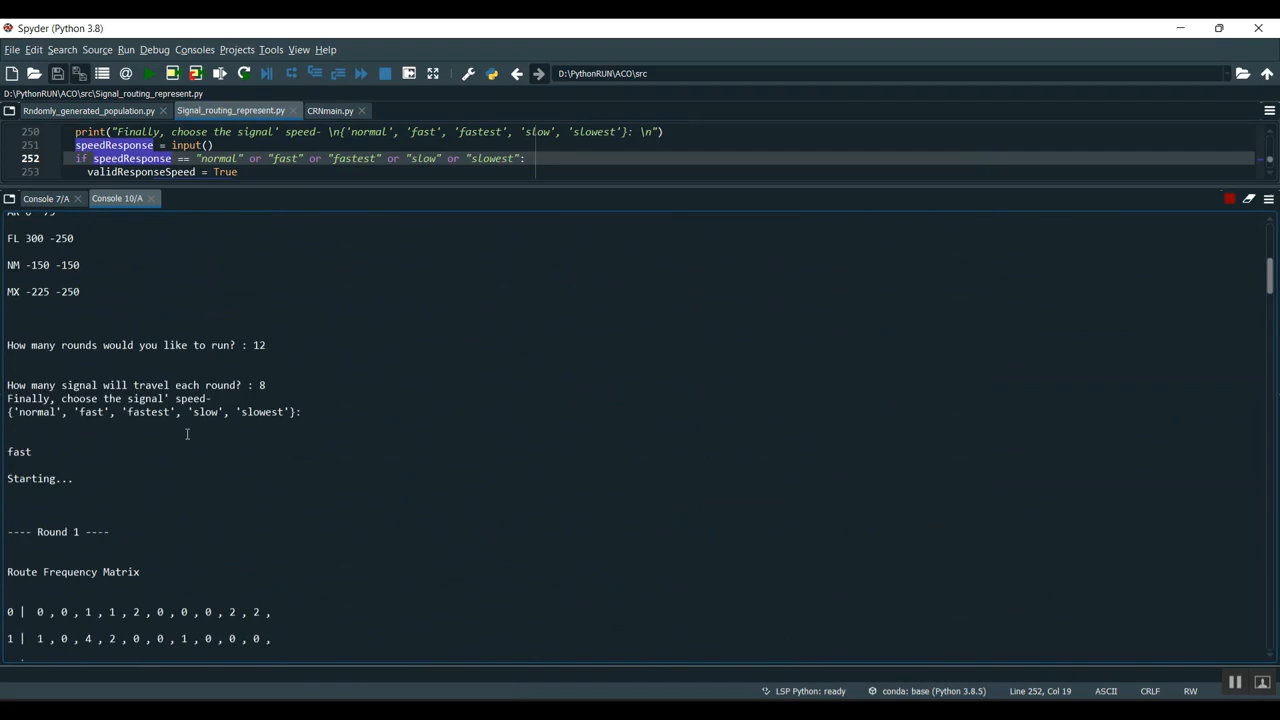 Spyder (Python 3.8)
File Edit Search Source Run Debug Consoles Projects Tools View Help
D:\PythonRUN\ACO\src
D:\PythonRUN\ACO\src\Signal_routing_represent.py
Rndomly_generated_population.py Signal_routing_represent.py CRNmain.py
250 print("Finally, choose the signal' speed- \n{'normal', 'fast', 'fastest', 'slow', 'slowest'}: \n")
251 speedResponse = input()
252 if speedResponse == "normal" or "fast" or "fastest" or "slow" or "slowest":
253 validResponseSpeed = True
Console 7/A Console 10/A
FL 300 -250
NM -150 -150
MX -225 -250
How many rounds would you like to run? : 12
How many signal will travel each round? : 8
Finally, choose the signal' speed-
{'normal', 'fast', 'fastest', 'slow', 'slowest'}:
fast
Starting...
---- Round 1 ----
Route Frequency Matrix
0 | 0 , 0 , 1 , 1 , 2 , 0 , 0 , 0 , 2 , 2 ,
1 | 1 , 0 , 4 , 2 , 0 , 0 , 1 , 0 , 0 , 0 ,
LSP Python: ready conda: base (Python 3.8.5) Line 252, Col 19 ASCII CRLF RW